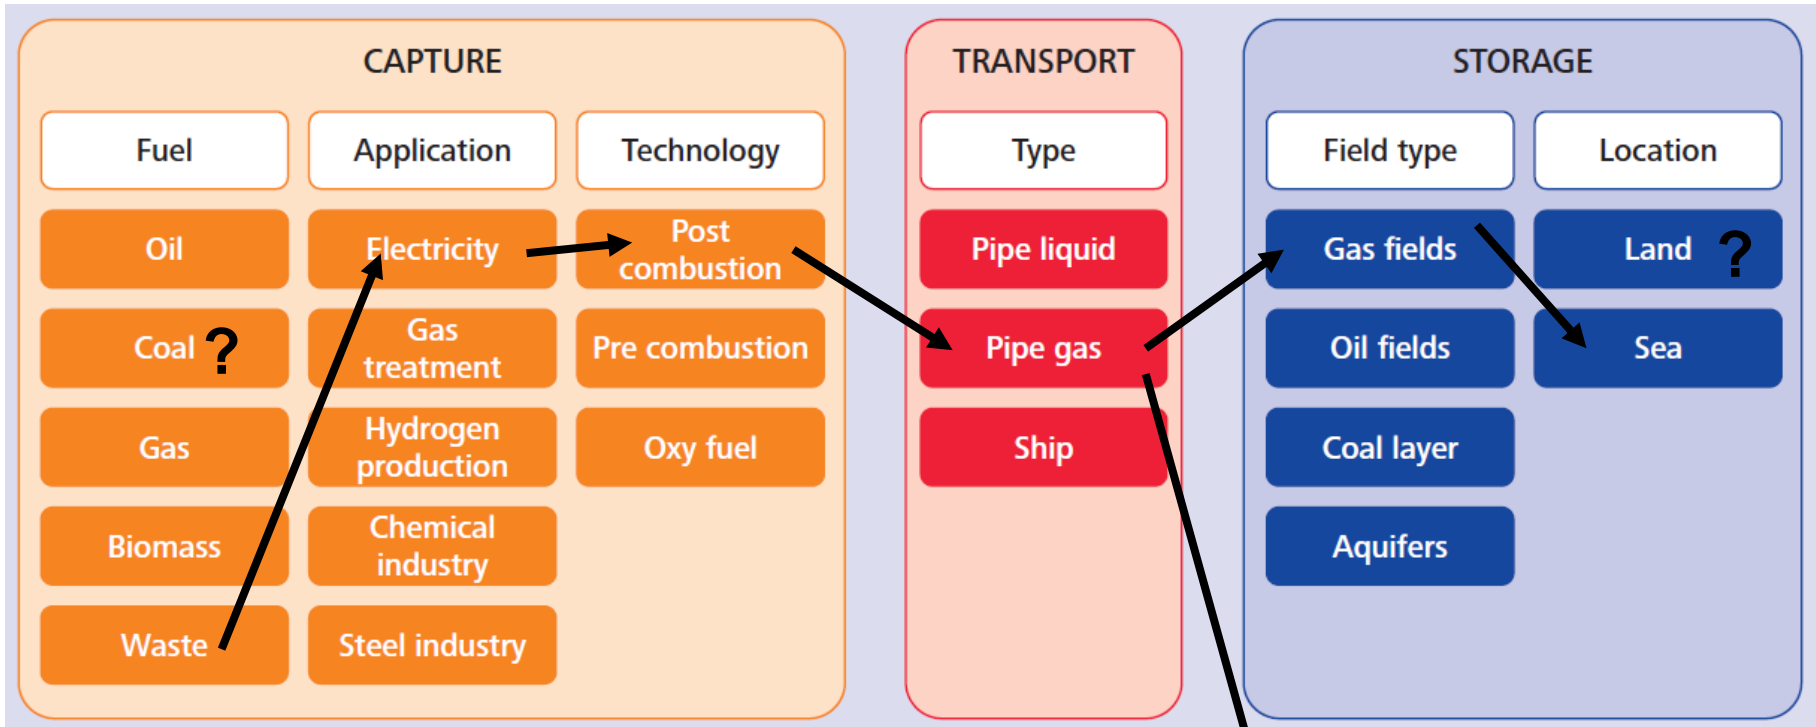 CAPTURE
Fuel
Application
Technology
Oil
Coal ?
Gas
Biomass
Waste
Electricity
Gas
treatment
Hydrogen
production
Chemical
industry
Steel industry
Post
combustion
Pre combustion
Oxy fuel
TRANSPORT
Type
Pipe liquid
Pipe gas
Ship
STORAGE
Field type
Location
Gas fields
Oil fields
Coal layer
Aquifers
Land ?
Sea